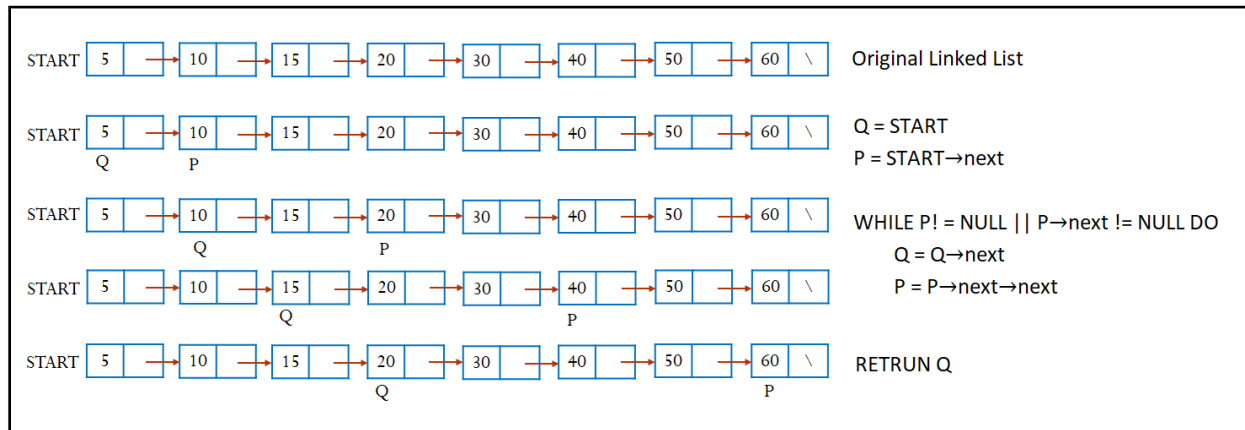 START 5 10 15 20 30 40 50 60 \ Original Linked List
START 5 10 15 20 30 40 50 60 \ Q = START
Q P P = START→next
START 5 10 15 20 30 40 50 60 \ WHILE P! = NULL || P→next != NULL DO
Q P Q = Q→next
START 5 10 15 20 30 40 50 60 \ P = P→next→next
Q P
START 5 10 15 20 30 40 50 60 \ RETRUN Q
Q P